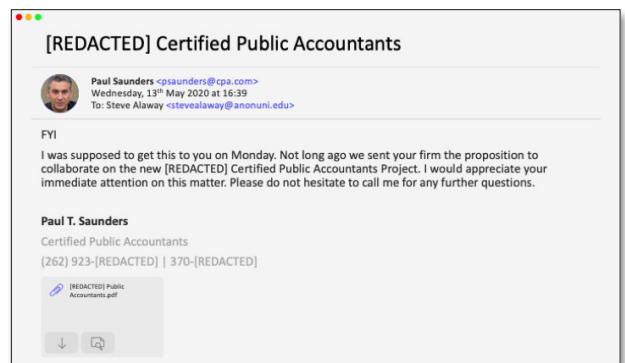 [REDACTED] Certified Public Accountants
Paul Saunders <psaunders@cpa.com>
Wednesday, 13th May 2020 at 16:39
To: Steve Alaway <stevealaway@anonuni.edu>
FYI
I was supposed to get this to you on Monday. Not long ago we sent your firm the proposition to
collaborate on the new [REDACTED] Certified Public Accountants Project. I would appreciate your
immediate attention on this matter. Please do not hesitate to call me for any further questions.
Paul T. Saunders
Certified Public Accountants
(262) 923-[REDACTED] | 370-[REDACTED]
[REDACTED] Public
Accountants.pdf